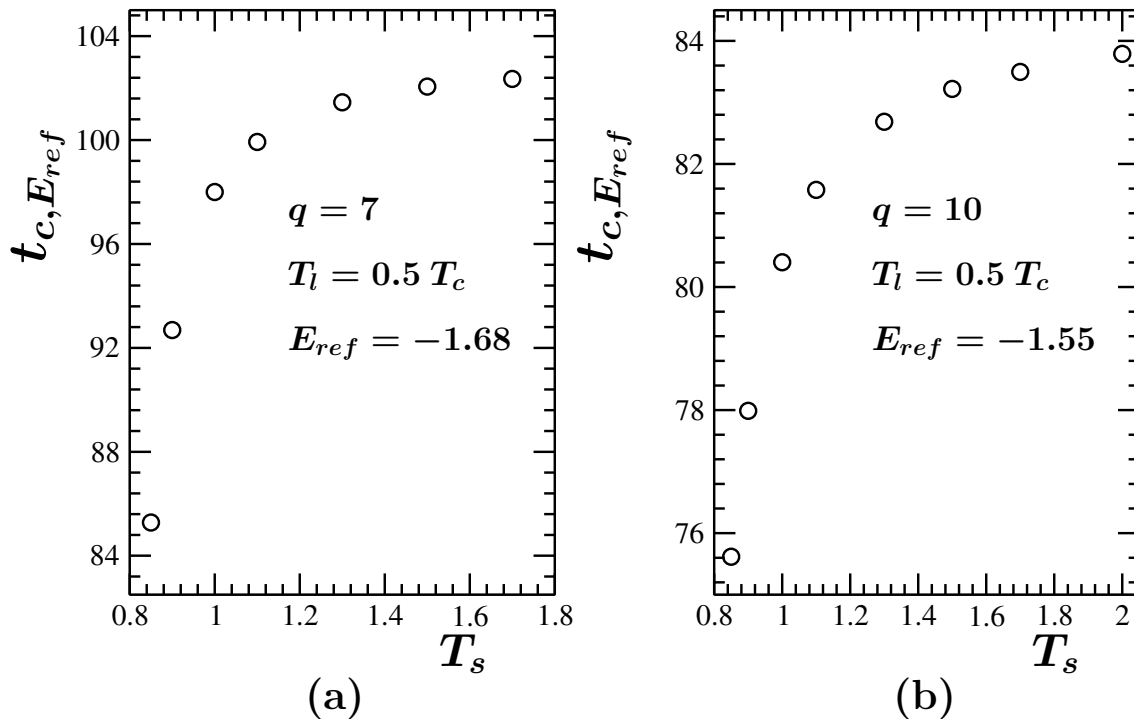 104
100
96
92
88
84
t_{c,E_{ref}}
q = 7
T_l = 0.5 T_c
E_{ref} = −1.68
0.8 1 1.2 1.4 1.6 1.8
T_s
(a)
84
82
80
78
76
t_{c,E_{ref}}
q = 10
T_l = 0.5 T_c
E_{ref} = −1.55
0.8 1 1.2 1.4 1.6 1.8 2
T_s
(b)